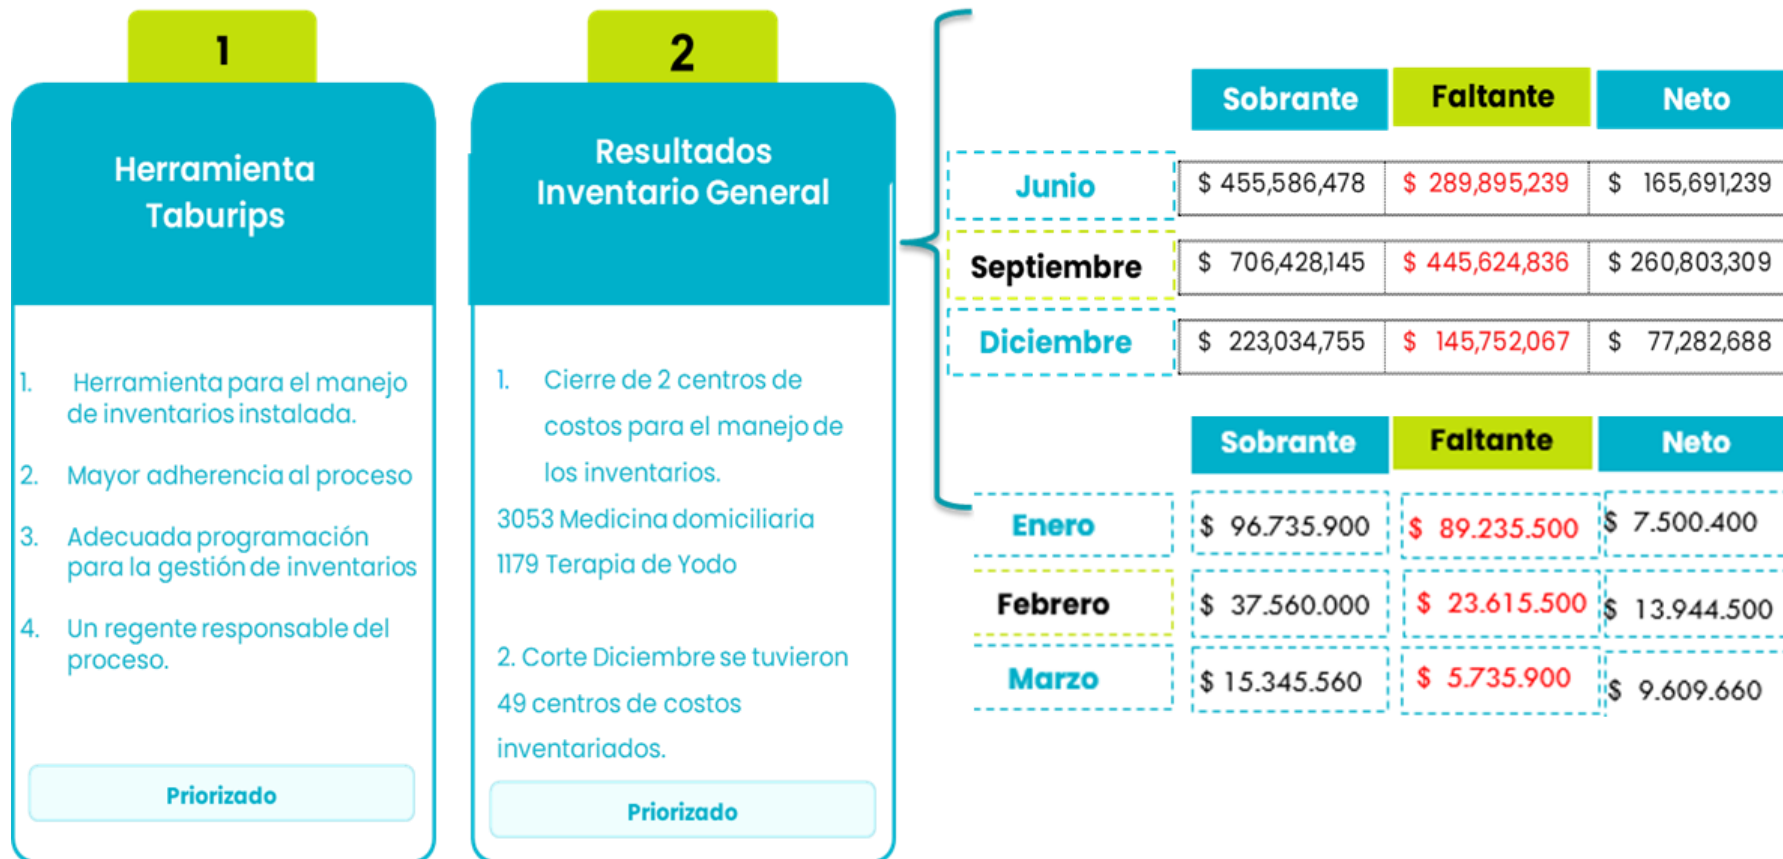 1
Herramienta
Taburips
1. Herramienta para el manejo
de inventarios instalada.
2. Mayor adherencia al proceso
3. Adecuada programación
para la gestión de inventarios
4. Un regente responsable del
proceso.
Priorizado
2
Resultados
Inventario General
1. Cierre de 2 centros de
costos para el manejo de
los inventarios.
3053 Medicina domiciliaria
1179 Terapia de Yodo
2. Corte Diciembre se tuvieron
49 centros de costos
inventariados.
Priorizado
Sobrante Faltante Neto
Junio $ 455,586,478 $ 289,895,239 $ 165,691,239
Septiembre $ 706,428,145 $ 445,624,836 $ 260,803,309
Diciembre $ 223,034,755 $ 145,752,067 $ 77,282,688
Sobrante Faltante Neto
Enero $ 96.735.900 $ 89.235.500 $ 7.500.400
Febrero $ 37.560.000 $ 23.615.500 $ 13.944.500
Marzo $ 15.345.560 $ 5.735.900 $ 9.609.660